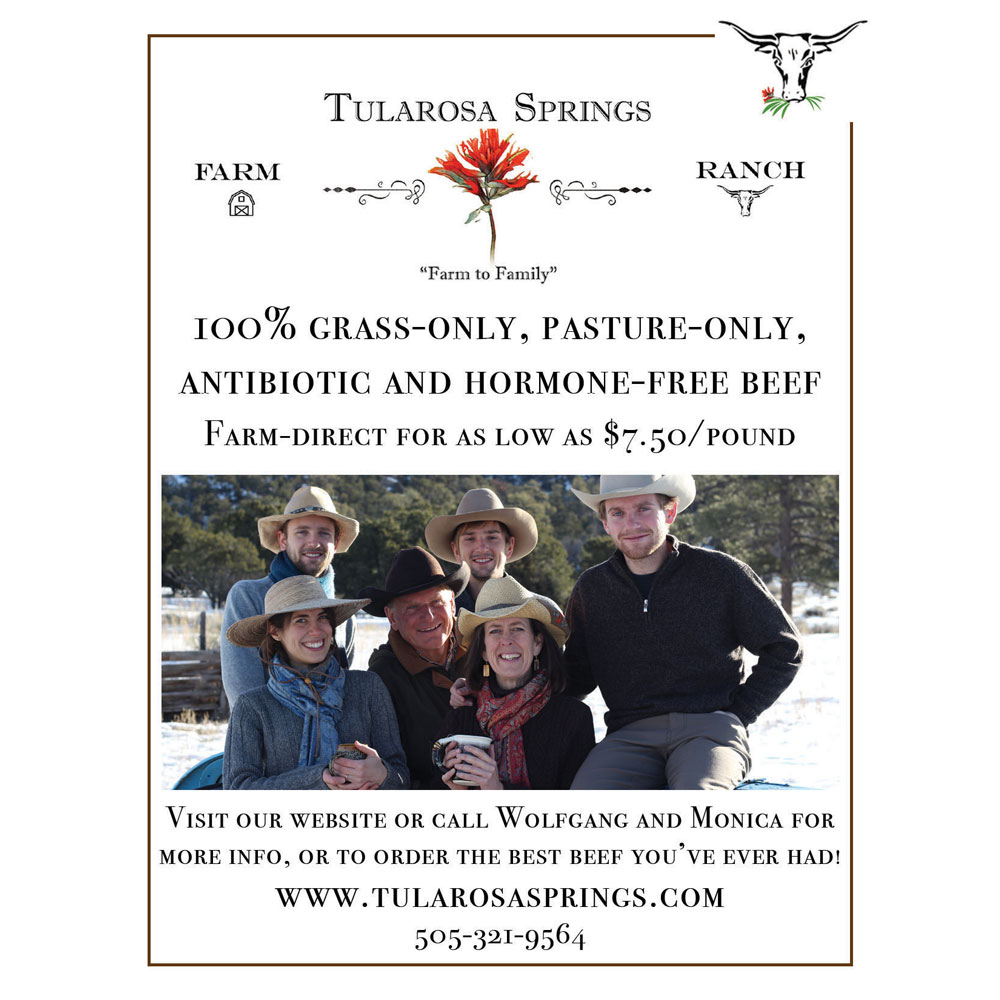 Tularosa Springs
FARM
RANCH
“Farm to Family”
100% grass-only, pasture-only,
antibiotic and hormone-free beef
Farm-direct for as low as $7.50/pound
Visit our website or call Wolfgang and Monica for
more info, or to order the best beef you’ve ever had!
www.tularosasprings.com
505-321-9564